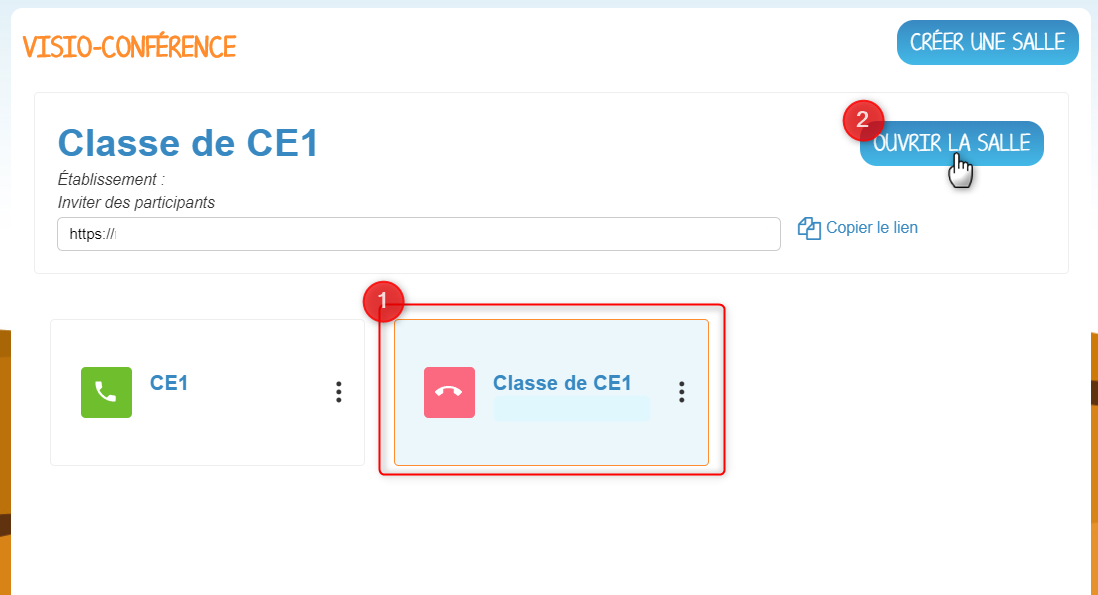 VISIO-CONFÉRENCE
CRÉER UNE SALLE
Classe de CE1
2
OUVRIR LA SALLE
Établissement :
Inviter des participants
https://
Copier le lien
1
CE1
Classe de CE1